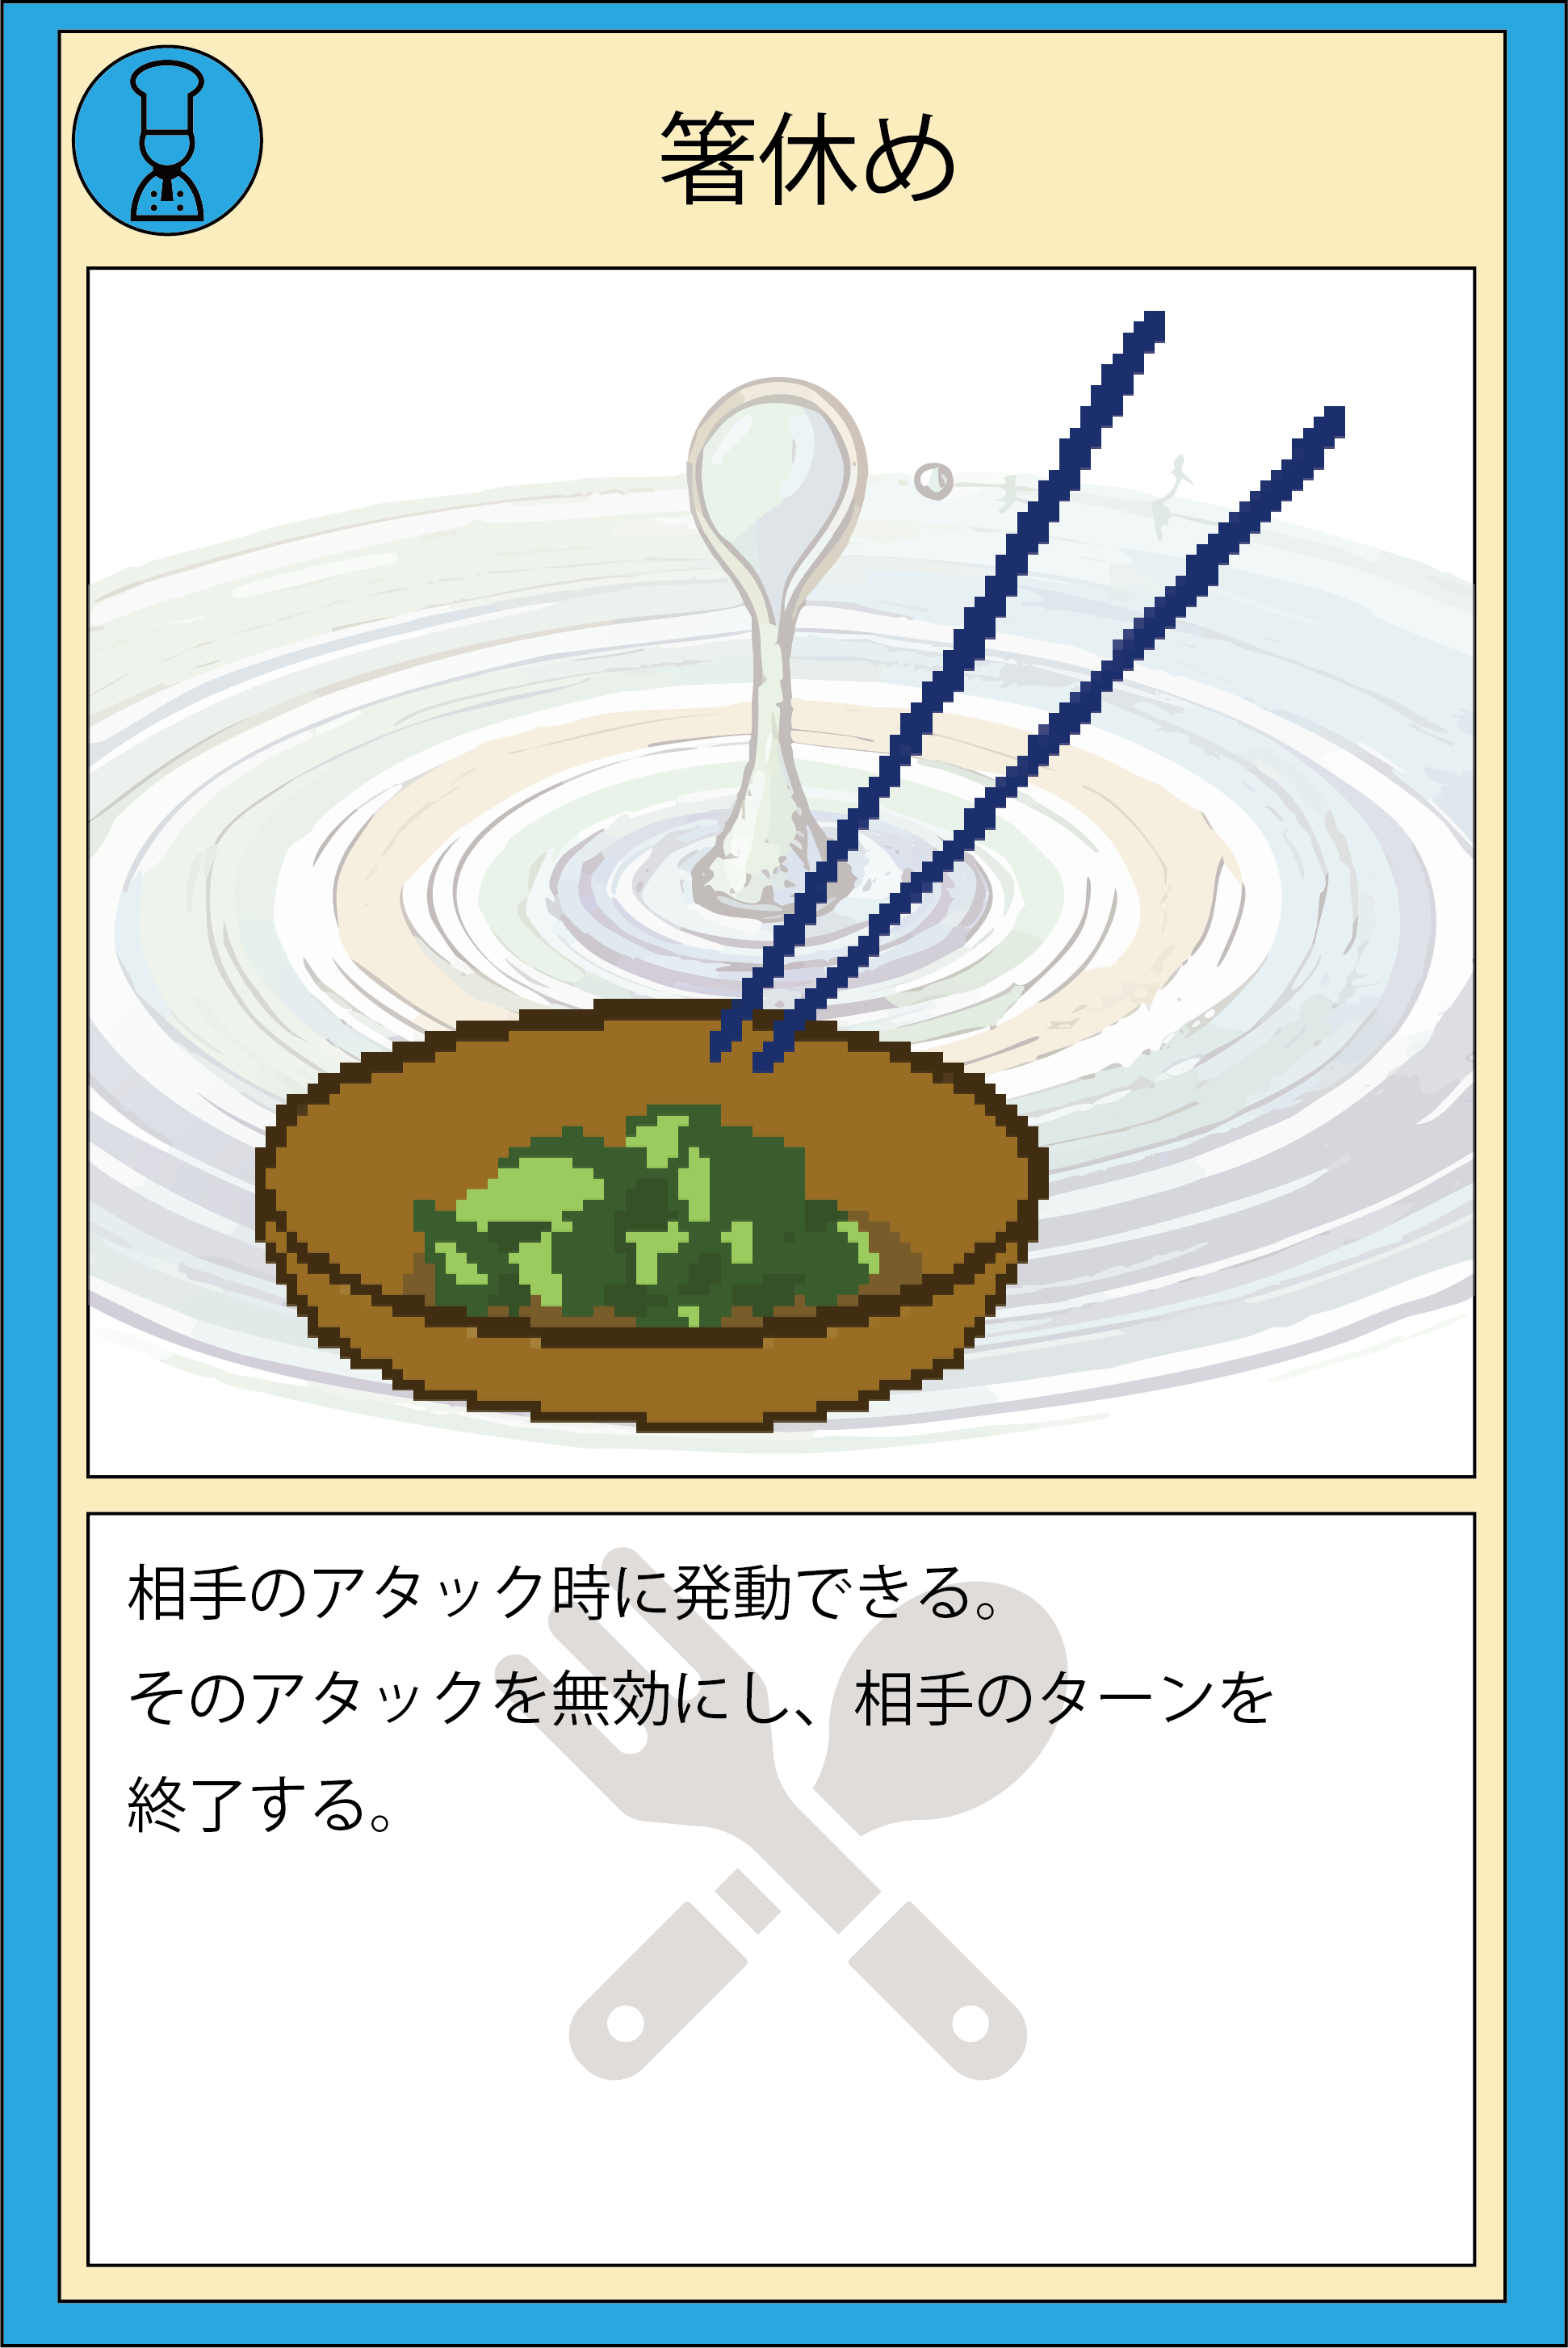 箸休め
相手のアタック時に発動できる。
そのアタックを無効にし、相手のターンを
終了する。